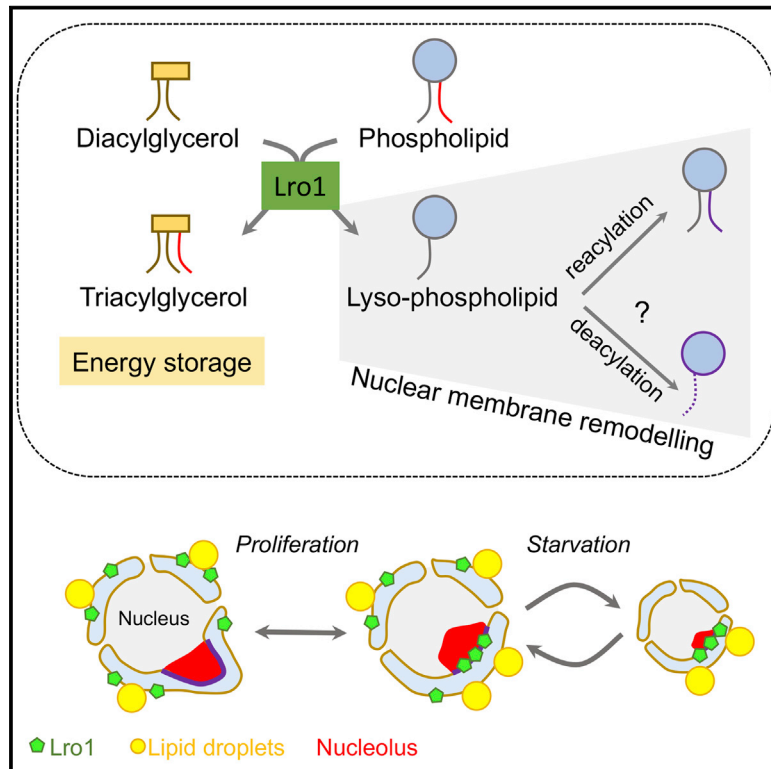 Diacylglycerol
Phospholipid
Lro1
Triacylglycerol
Lyso-phospholipid
reacylation
?
deacylation
Energy storage
Nuclear membrane remodelling
Proliferation
Starvation
Nucleus
Lro1
Lipid droplets
Nucleolus